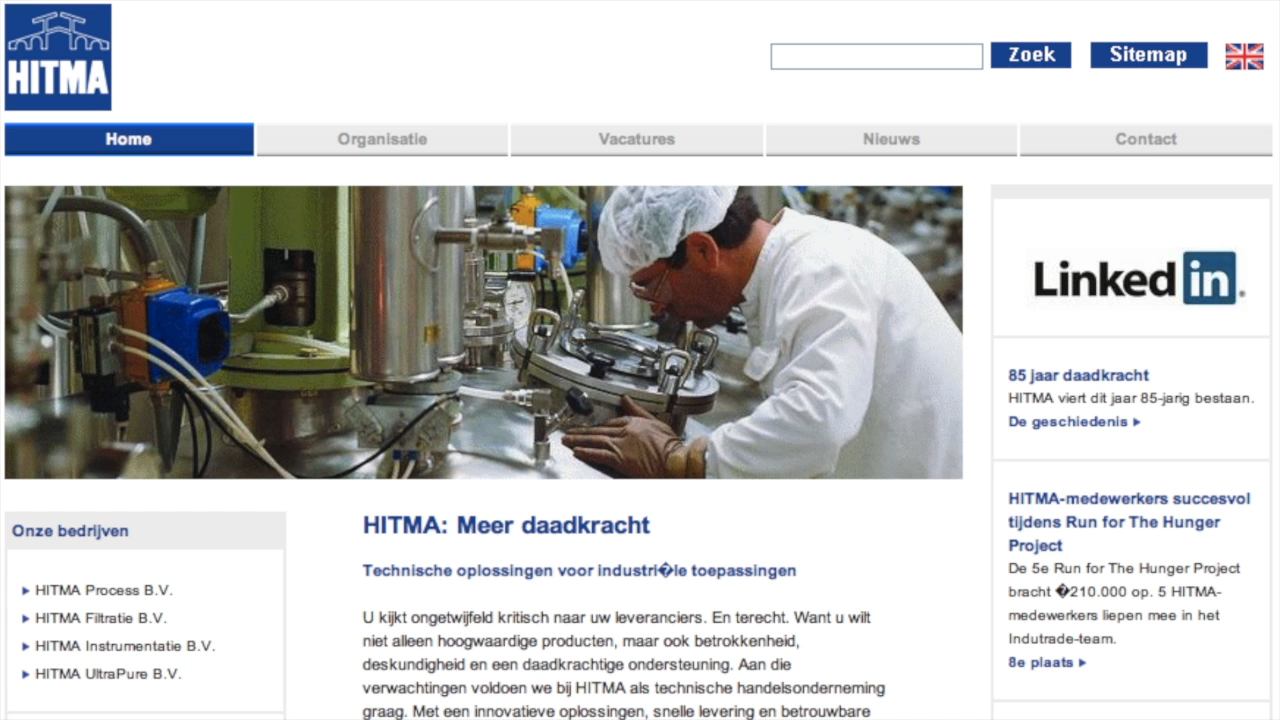 HITMA
Zoek
Sitemap
Home
Organisatie
Vacatures
Nieuws
Contact
Linked in.
85 jaar daadkracht
HITMA viert dit jaar 85-jarig bestaan.
De geschiedenis
HITMA-medewerkers succesvol
tijdens Run for The Hunger
Project
De 5e Run for The Hunger Project
bracht �210.000 op. 5 HITMA-
medewerkers liepen mee in het
Indutrade-team.
8e plaats
Onze bedrijven
HITMA Process B.V.
HITMA Filtratie B.V.
HITMA Instrumentatie B.V.
HITMA UltraPure B.V.
HITMA: Meer daadkracht
Technische oplossingen voor industri�le toepassingen
U kijkt ongetwijfeld kritisch naar uw leveranciers. En terecht. Want u wilt
niet alleen hoogwaardige producten, maar ook betrokkenheid,
deskundigheid en een daadkrachtige ondersteuning. Aan die
verwachtingen voldoen we bij HITMA als technische handelsonderneming
graag. Met een innovatieve oplossingen, snelle levering en betrouwbare